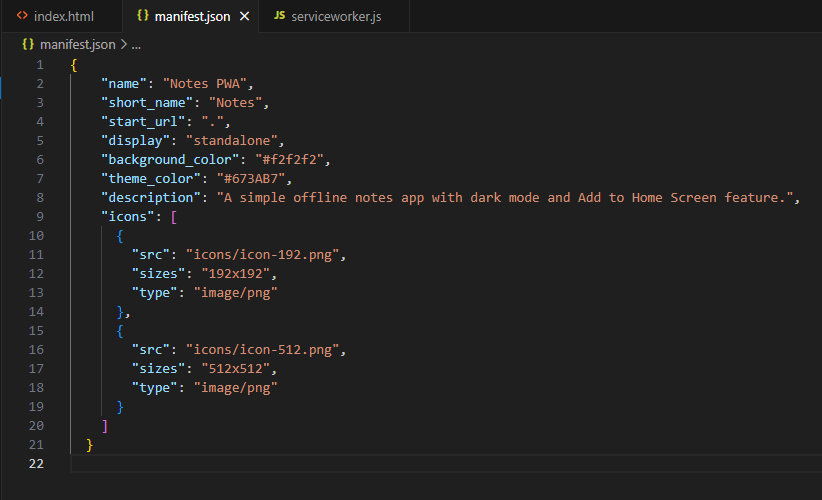 index.html manifest.json serviceworker.js
manifest.json > ...
1 {
2 "name": "Notes PWA",
3 "short_name": "Notes",
4 "start_url": ".",
5 "display": "standalone",
6 "background_color": "#f2f2f2",
7 "theme_color": "#673AB7",
8 "description": "A simple offline notes app with dark mode and Add to Home Screen feature.",
9 "icons": [
10 {
11 "src": "icons/icon-192.png",
12 "sizes": "192x192",
13 "type": "image/png"
14 },
15 {
16 "src": "icons/icon-512.png",
17 "sizes": "512x512",
18 "type": "image/png"
19 }
20 ]
21 }
22